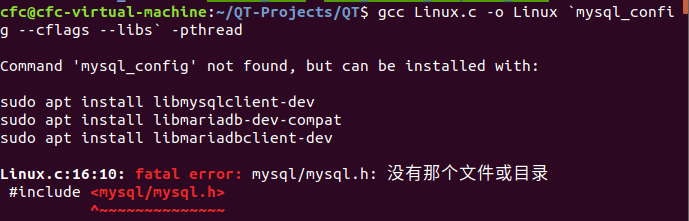 cfc@cfc-virtual-machine:~/QT-Projects/QT$ gcc Linux.c -o Linux `mysql_confi
g --cflags --libs` -pthread
Command 'mysql_config' not found, but can be installed with:
sudo apt install libmysqlclient-dev
sudo apt install libmariadb-dev-compat
sudo apt install libmariadbclient-dev
Linux.c:16:10: fatal error: mysql/mysql.h: 没有那个文件或目录
#include <mysql/mysql.h>
^~~~~~~~~~~~~~~